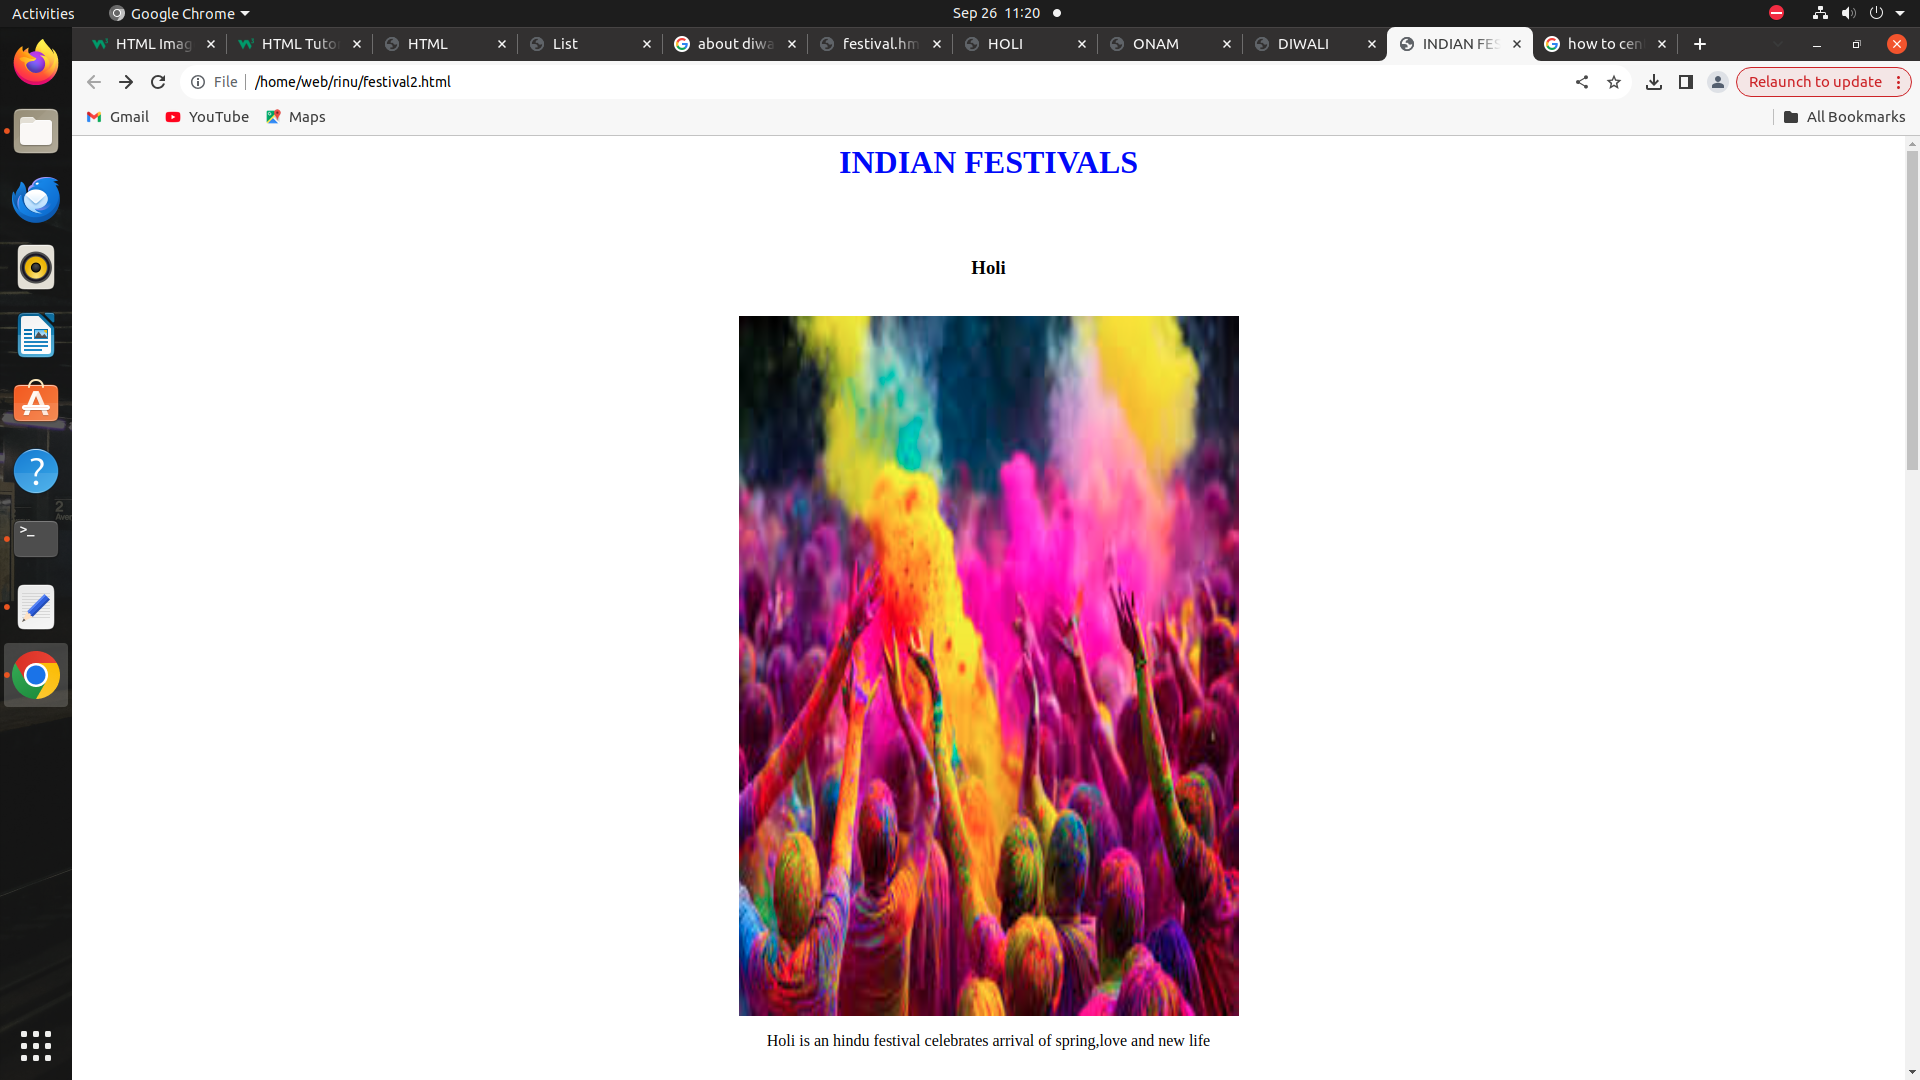 Activities
Google Chrome
Sep 26 11:20
HTML Imag
HTML Tuto
HTML
List
about diwa
festival.hm
HOLI
ONAM
DIWALI
INDIAN FES
how to cen
File
/home/web/rinu/festival2.html
Relaunch to update
Gmail
YouTube
Maps
All Bookmarks
INDIAN FESTIVALS
Holi
Holi is an hindu festival celebrates arrival of spring,love and new life